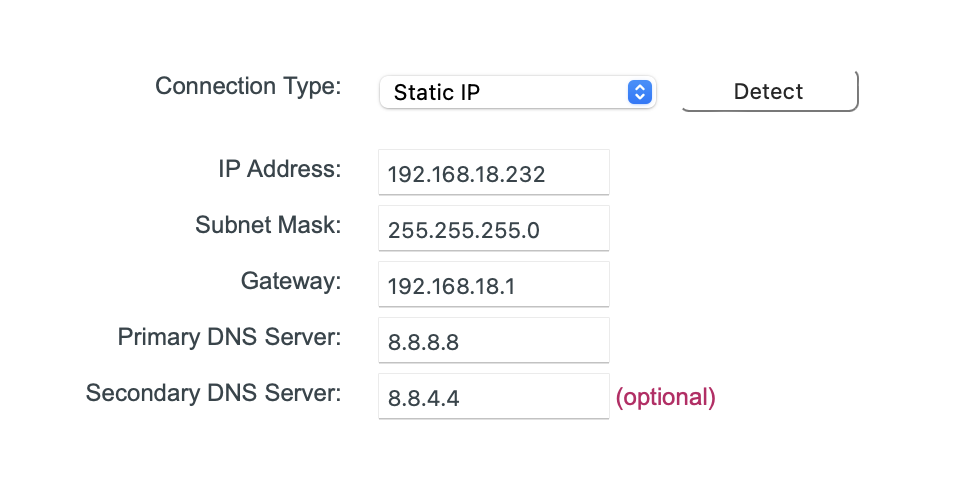 Connection Type: Static IP Detect
IP Address: 192.168.18.232
Subnet Mask: 255.255.255.0
Gateway: 192.168.18.1
Primary DNS Server: 8.8.8.8
Secondary DNS Server: 8.8.4.4 (optional)